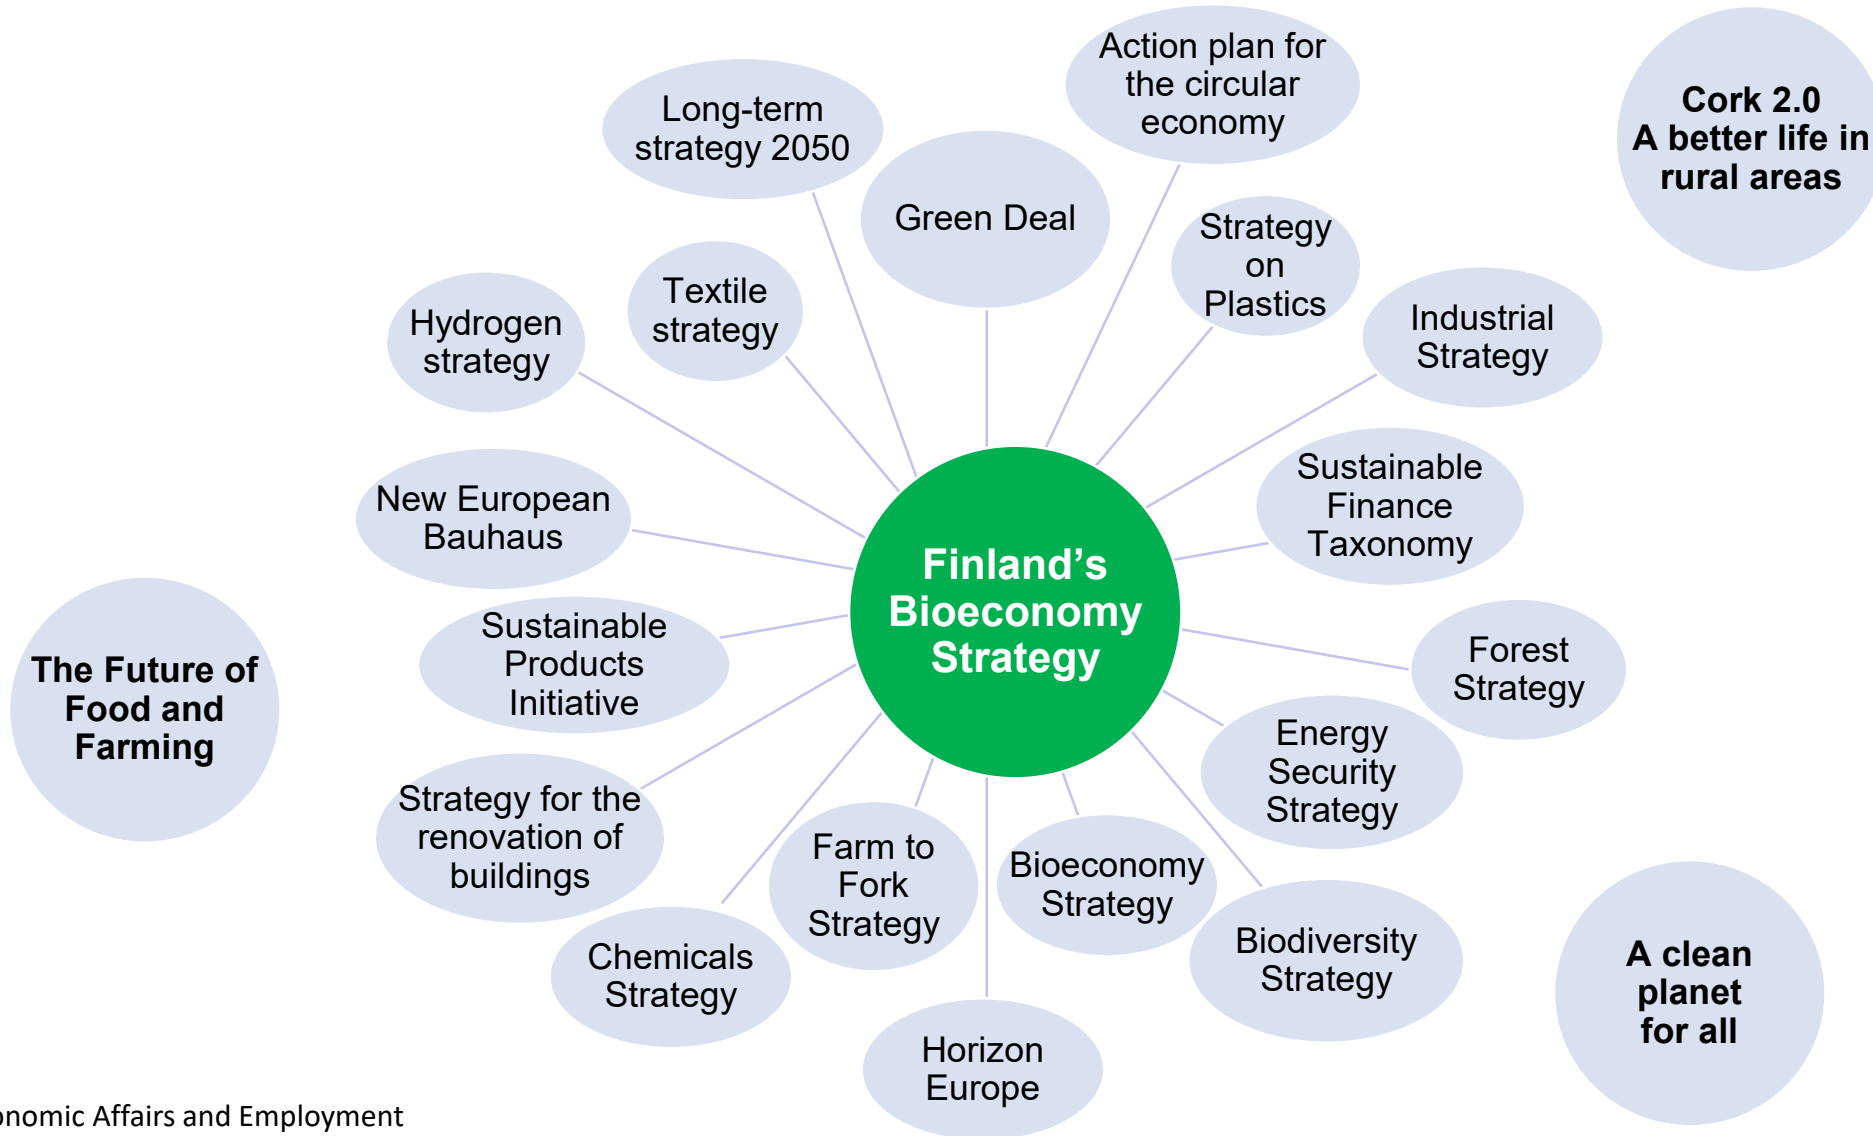 Action plan for
the circular
economy
Cork 2.0
A better life in
rural areas
Long-term
strategy 2050
Green Deal
Strategy
on
Plastics
Textile
strategy
Hydrogen
strategy
Industrial
Strategy
New European
Bauhaus
Sustainable
Finance
Taxonomy
Finland’s
Bioeconomy
Strategy
Sustainable
Products
Initiative
Forest
Strategy
The Future of
Food and
Farming
Energy
Security
Strategy
Strategy for the
renovation of
buildings
Farm to
Fork
Strategy
Bioeconomy
Strategy
Chemicals
Strategy
Biodiversity
Strategy
A clean
planet
for all
Horizon
Europe
onomic Affairs and Employment